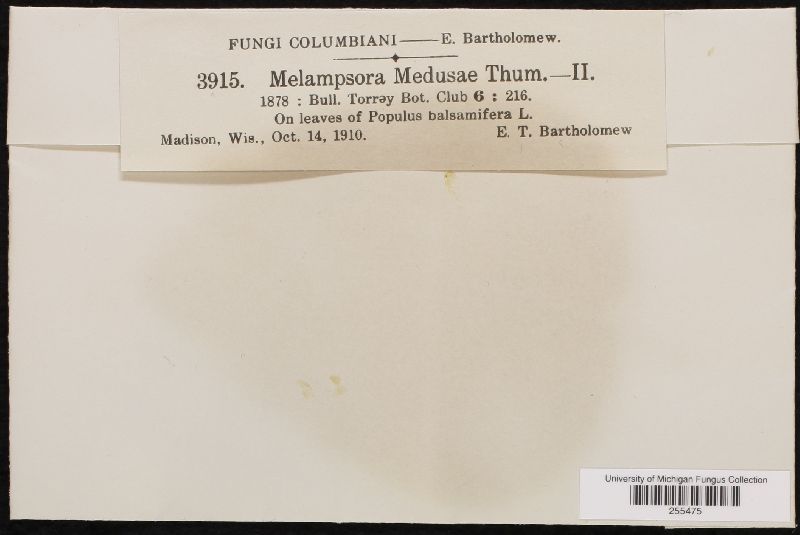 FUNGI COLUMBIANI—E. Bartholomew.
3915. Melampsora Medusae Thum.—II.
1878 : Bull. Torrey Bot. Club 6 : 216.
On leaves of Populus balsamifera L.
Madison, Wis., Oct. 14, 1910. E. T. Bartholomew
University of Michigan Fungus Collection
255475